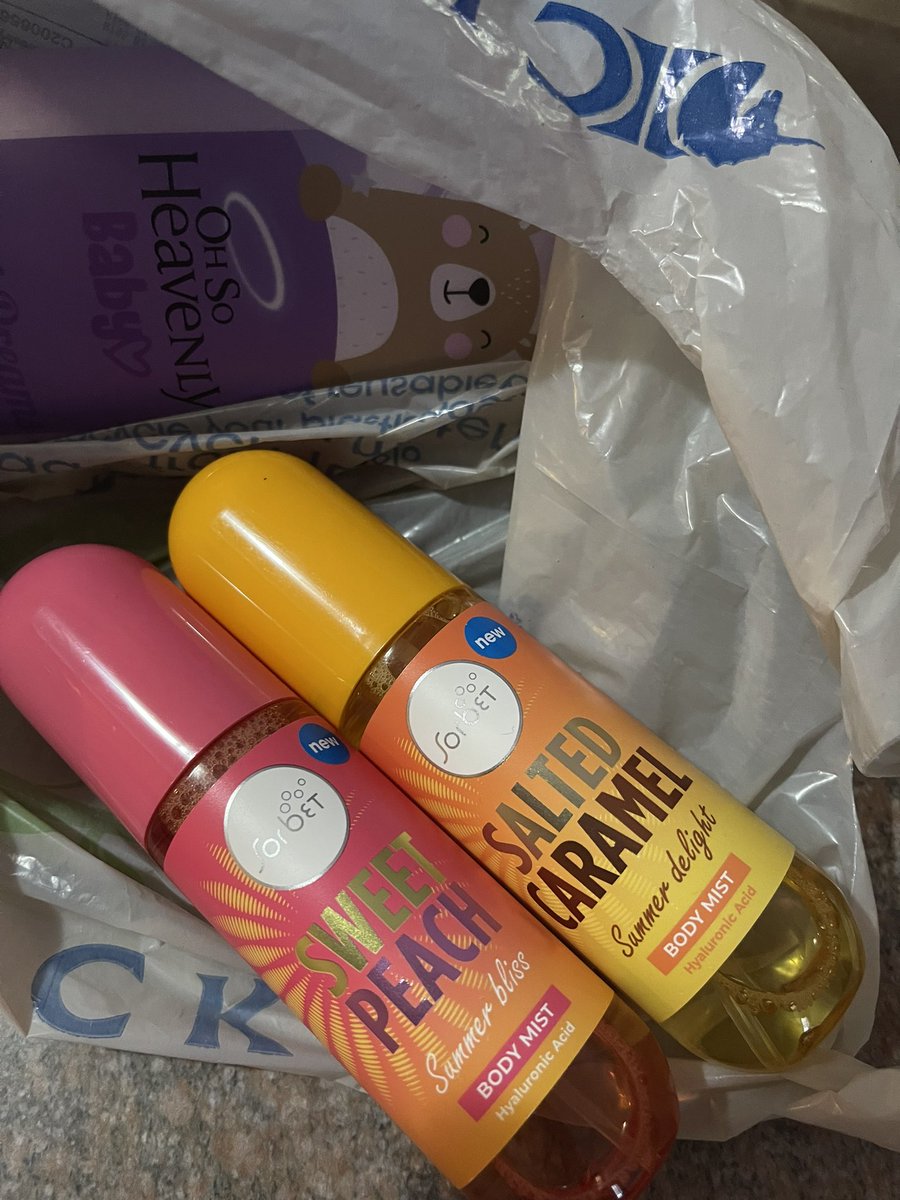 C200655
OH SO
HEAVENLY
Baby
new
SorbET
SALTED
CARAMEL
Summer delight
BODY MIST
Hyaluronic Acid
new
SorbET
SWEET
PEACH
Summer bliss
BODY MIST
Hyaluronic Acid
CK